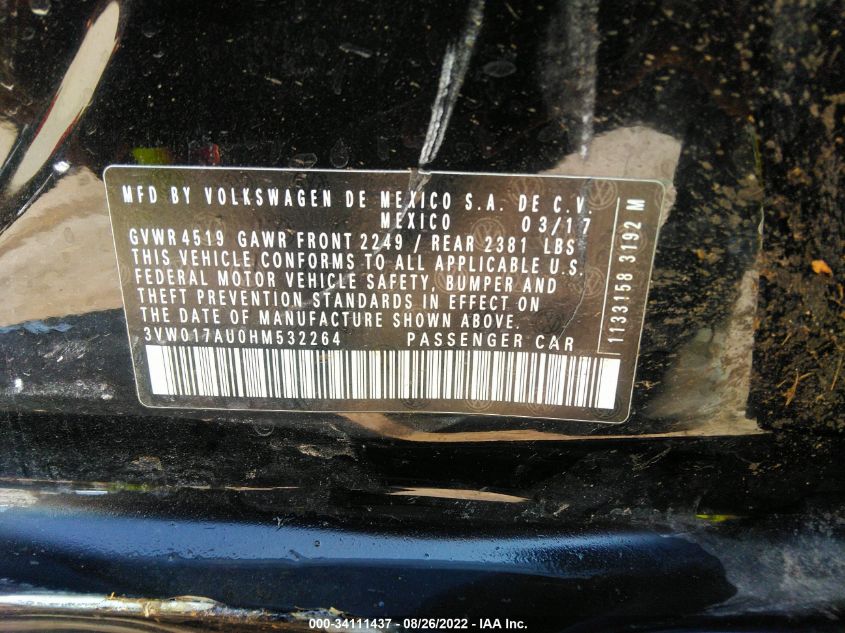 MFD BY VOLKSWAGEN DE MEXICO S.A. DE C.V.
MEXICO 03/17
GVWR 4519 GAWR FRONT 2249 / REAR 2381 LBS
THIS VEHICLE CONFORMS TO ALL APPLICABLE U.S.
FEDERAL MOTOR VEHICLE SAFETY, BUMPER AND
THEFT PREVENTION STANDARDS IN EFFECT ON
THE DATE OF MANUFACTURE SHOWN ABOVE.
3VW017AU0HM532264 PASSENGER CAR
1133158 3192 M
000-34111437 - 08/26/2022 - IAA Inc.